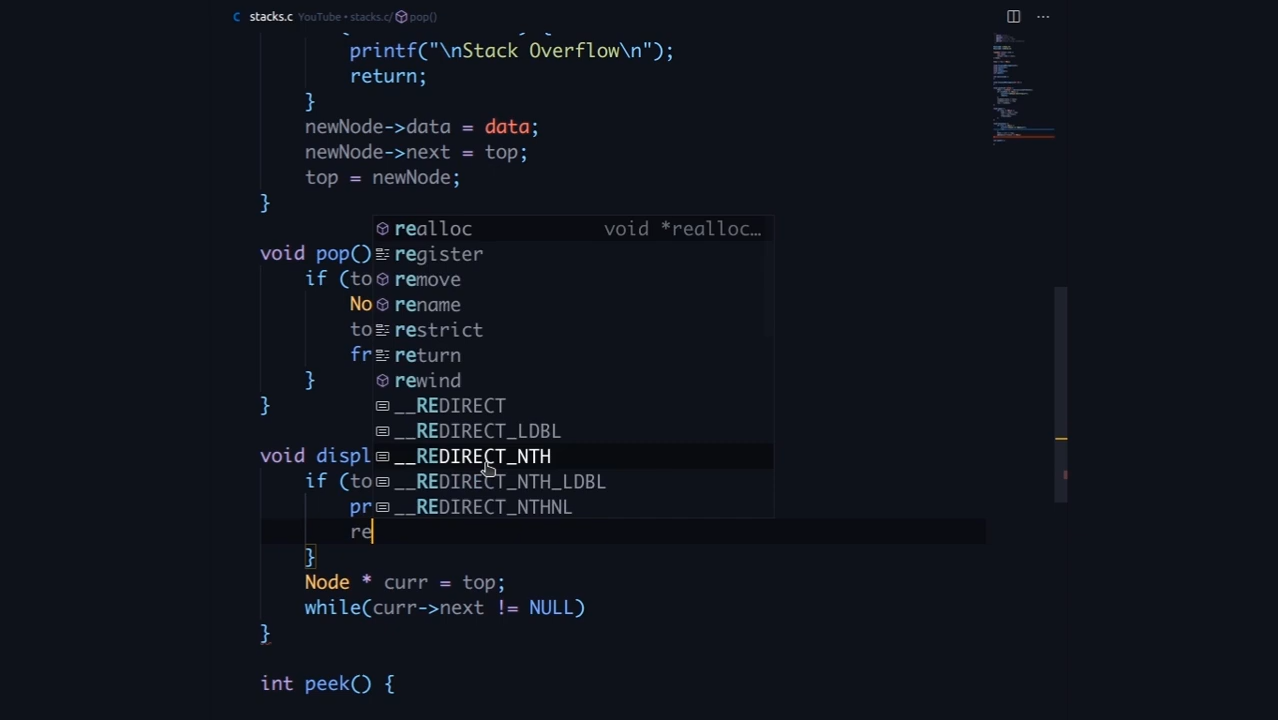 C stacks.c YouTube • stacks.c/ pop()
printf("\nStack Overflow\n");
return;
}
newNode->data = data;
newNode->next = top;
top = newNode;
}
void pop()
if (to
No
to
fr
}
}
realloc void *realloc…
register
remove
rename
restrict
return
rewind
__REDIRECT
__REDIRECT_LDBL
__REDIRECT_NTH
__REDIRECT_NTH_LDBL
__REDIRECT_NTHNL
void displ
if (to
pr
re
}
Node * curr = top;
while(curr->next != NULL)
}
int peek() {